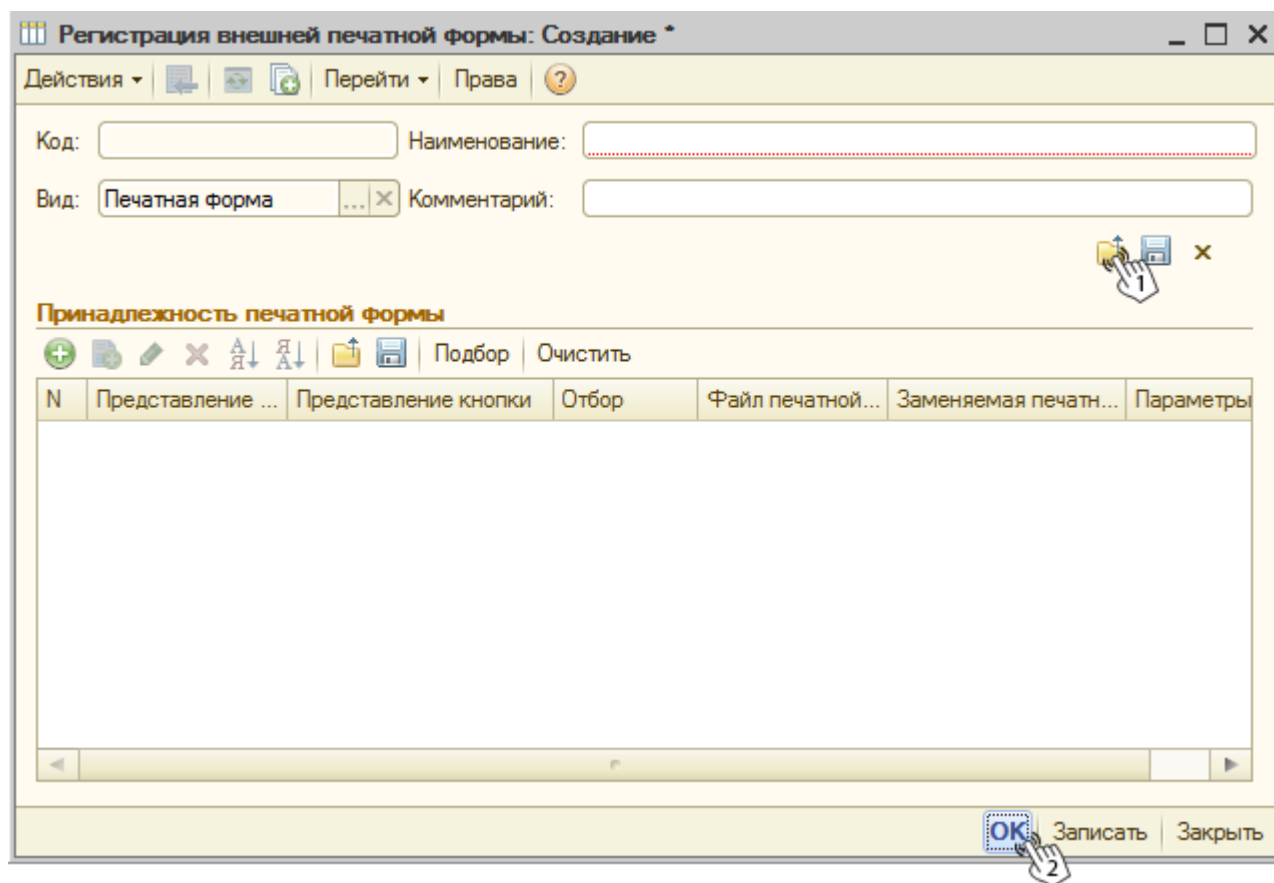 Регистрация внешней печатной формы: Создание *
Действия Перейти Права ?
Код: Наименование:
Вид: Печатная форма ... × Комментарий:
1
Принадлежность печатной формы
Подбор Очистить
N Представление ... Представление кнопки Отбор Файл печатной... Заменяемая печатн... Параметры
OK Записать Закрыть
2